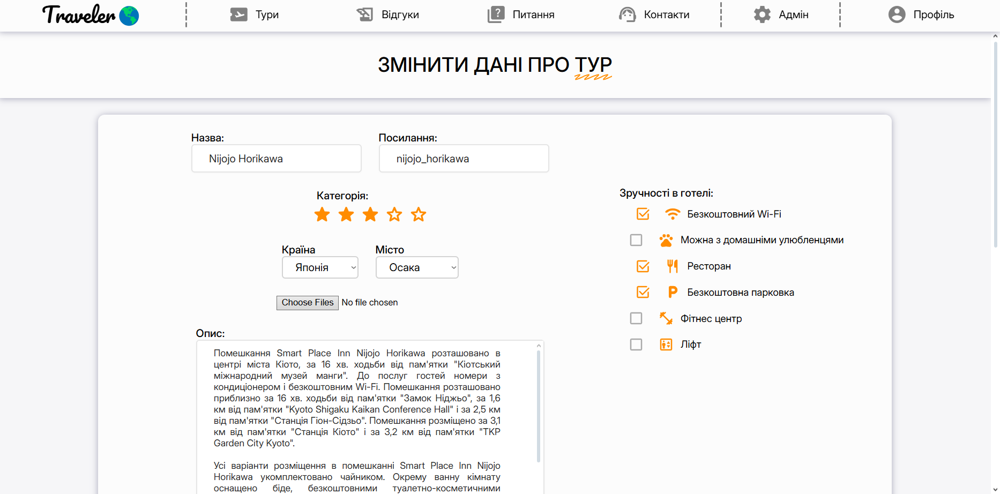 Traveler
Тури
Відгуки
Питання
Контакти
Адмін
Профіль
ЗМІНИТИ ДАНІ ПРО ТУР
Назва:
Посилання:
Nijojo Horikawa
nijojo_horikawa
Категорія:
Країна
Місто
Японія
Осака
Choose Files No file chosen
Опис:
Помешкання Smart Place Inn Nijojo Horikawa розташовано в
центрі міста Кіото, за 16 хв. ходьби від пам'ятки "Кіотський
міжнародний музей манги". До послуг гостей номери з
кондиціонером і безкоштовним Wi-Fi. Помешкання розташовано
приблизно за 16 хв. ходьби від пам'ятки "Замок Ніджьо", за 1,6
км від пам'ятки "Kyoto Shigaku Kaikan Conference Hall" і за 2,5 км
від пам'ятки "Станція Гіон-Сідзьо". Помешкання розміщено за 3,1
км від пам'ятки "Станція Кіото" і за 3,2 км від пам'ятки "TKP
Garden City Kyoto".
Усі варіанти розміщення в помешканні Smart Place Inn Nijojo
Horikawa укомплектовано чайником. Окрему ванну кімнату
оснащено біде, безкоштовними туалетно-косметичними
Зручності в готелі:
Безкоштовний Wi-Fi
Можна з домашніми улюбленцями
Ресторан
Безкоштовна парковка
Фітнес центр
Ліфт